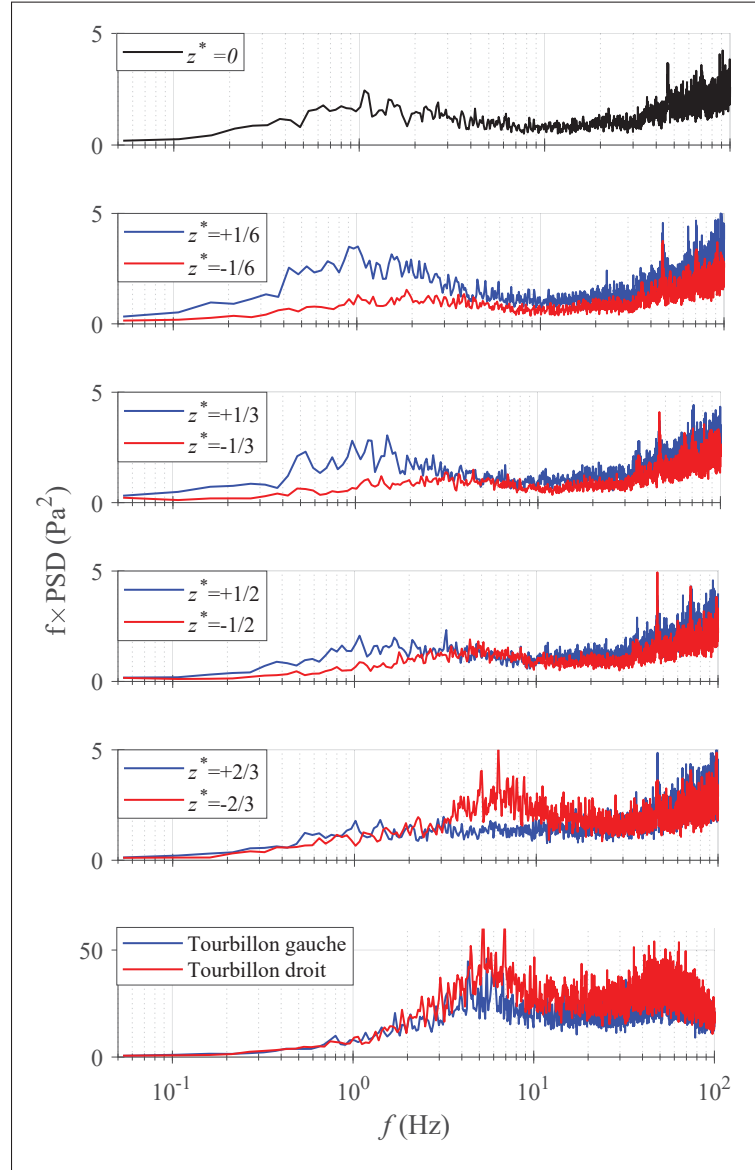 5
z* =0
0
5
z*=+1/6
z*=-1/6
0
5
z*=+1/3
z*=-1/3
0
f×PSD (Pa²)
5
z*=+1/2
z*=-1/2
0
5
z*=+2/3
z*=-2/3
0
50
Tourbillon gauche
Tourbillon droit
0
10⁻¹ 10⁰ 10¹ 10²
f (Hz)